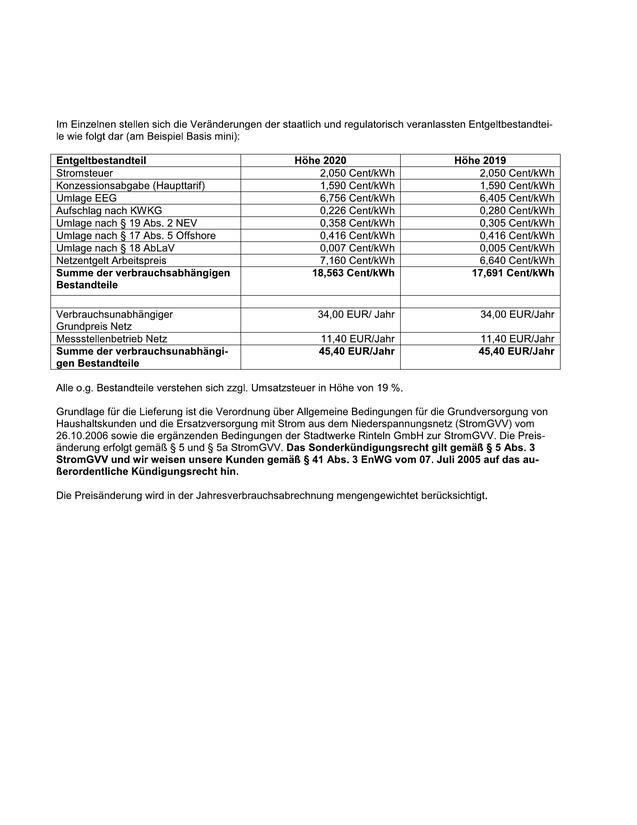 Im Einzelnen stellen sich die Veränderungen der staatlich und regulatorisch veranlassten Entgeltbestandtei-
le wie folgt dar (am Beispiel Basis mini):
Entgeltbestandteil Höhe 2020 Höhe 2019
Stromsteuer 2,050 Cent/kWh 2,050 Cent/kWh
Konzessionsabgabe (Haupttarif) 1,590 Cent/kWh 1,590 Cent/kWh
Umlage EEG 6,756 Cent/kWh 6,405 Cent/kWh
Aufschlag nach KWKG 0,226 Cent/kWh 0,280 Cent/kWh
Umlage nach § 19 Abs. 2 NEV 0,358 Cent/kWh 0,305 Cent/kWh
Umlage nach § 17 Abs. 5 Offshore 0,416 Cent/kWh 0,416 Cent/kWh
Umlage nach § 18 AbLaV 0,007 Cent/kWh 0,005 Cent/kWh
Netzentgelt Arbeitspreis 7,160 Cent/kWh 6,640 Cent/kWh
Summe der verbrauchsabhängigen 18,563 Cent/kWh 17,691 Cent/kWh
Bestandteile
Verbrauchsunabhängiger 34,00 EUR/ Jahr 34,00 EUR/Jahr
Grundpreis Netz
Messstellenbetrieb Netz 11,40 EUR/Jahr 11,40 EUR/Jahr
Summe der verbrauchsunabhängi- 45,40 EUR/Jahr 45,40 EUR/Jahr
gen Bestandteile
Alle o.g. Bestandteile verstehen sich zzgl. Umsatzsteuer in Höhe von 19 %.
Grundlage für die Lieferung ist die Verordnung über Allgemeine Bedingungen für die Grundversorgung von
Haushaltskunden und die Ersatzversorgung mit Strom aus dem Niederspannungsnetz (StromGVV) vom
26.10.2006 sowie die ergänzenden Bedingungen der Stadtwerke Rinteln GmbH zur StromGVV. Die Preis-
änderung erfolgt gemäß § 5 und § 5a StromGVV. Das Sonderkündigungsrecht gilt gemäß § 5 Abs. 3
StromGVV und wir weisen unsere Kunden gemäß § 41 Abs. 3 EnWG vom 07. Juli 2005 auf das au-
ßerordentliche Kündigungsrecht hin.
Die Preisänderung wird in der Jahresverbrauchsabrechnung mengengewichtet berücksichtigt.